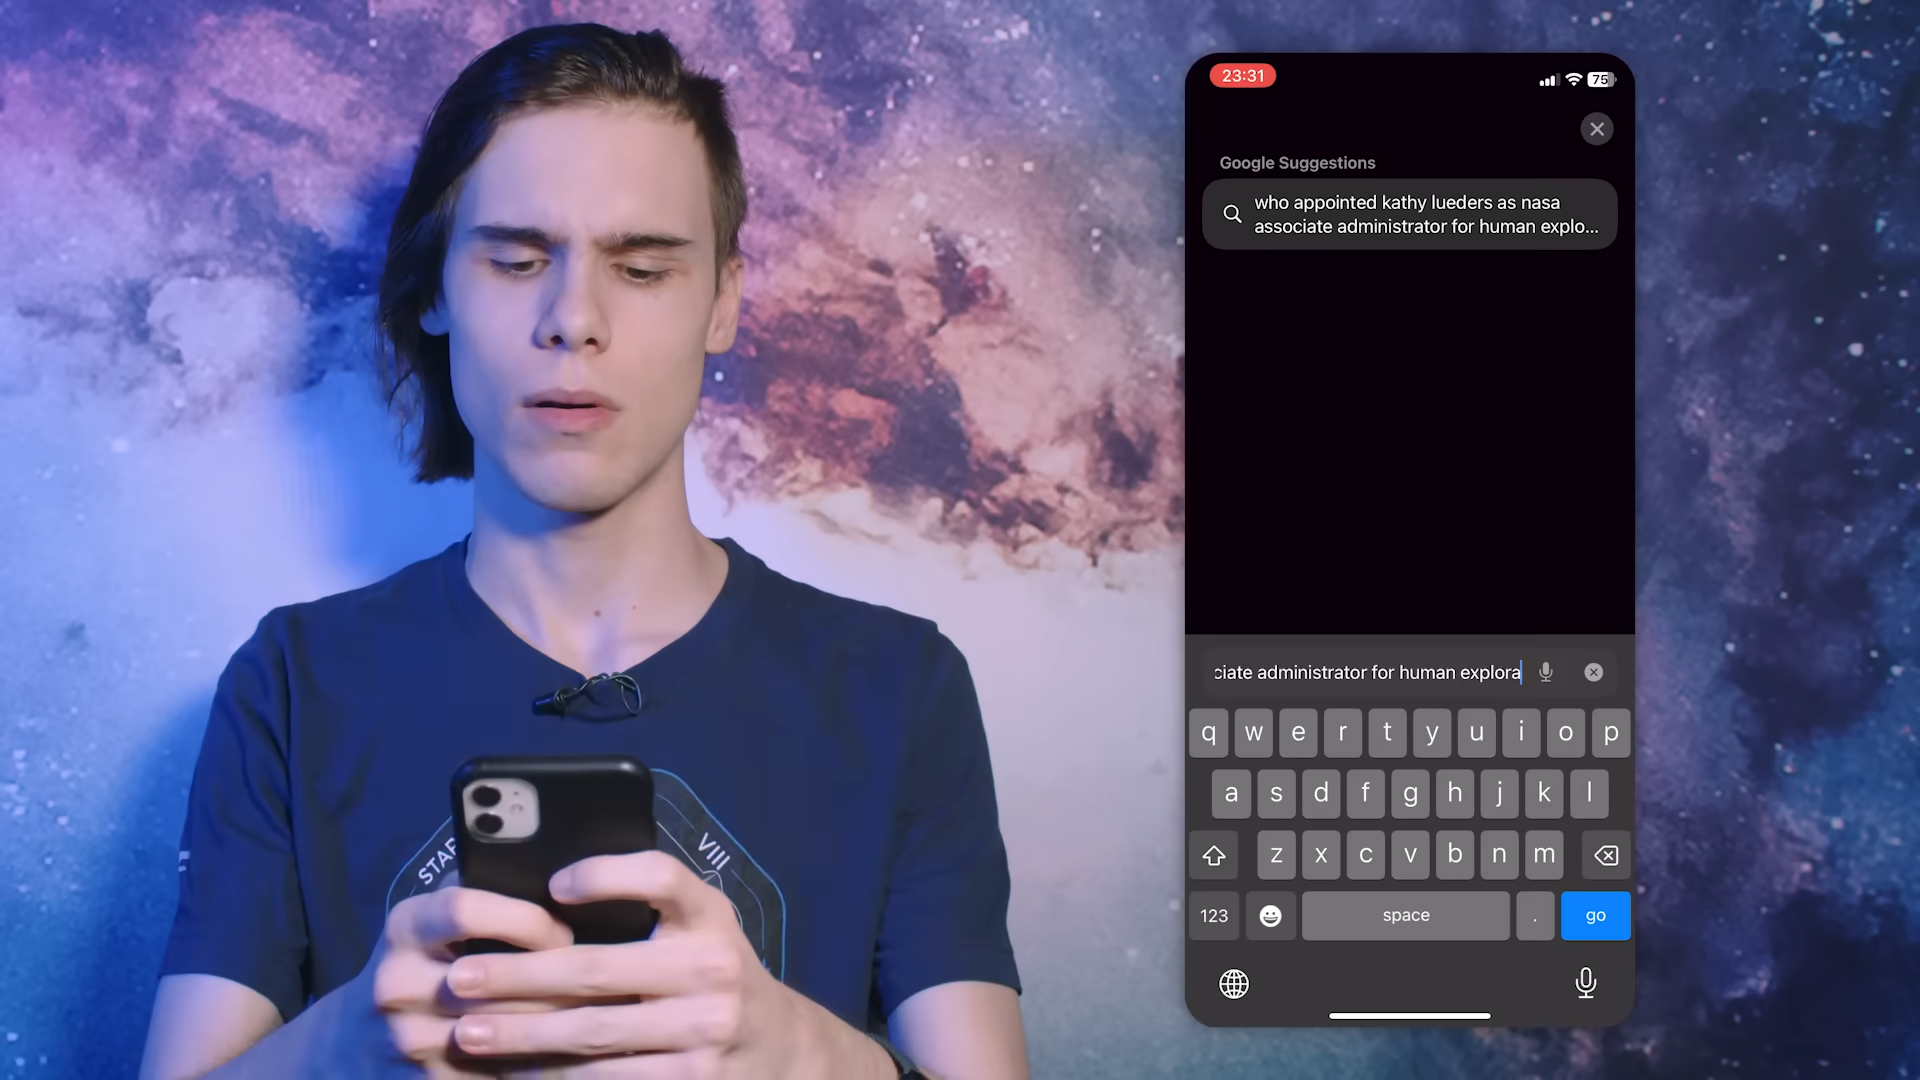 STAR
VIII
23:31
75
Google Suggestions
who appointed kathy lueders as nasa
associate administrator for human explo...
ciate administrator for human explora
q w e r t y u i o p
a s d f g h j k l
z x c v b n m
123 space . go